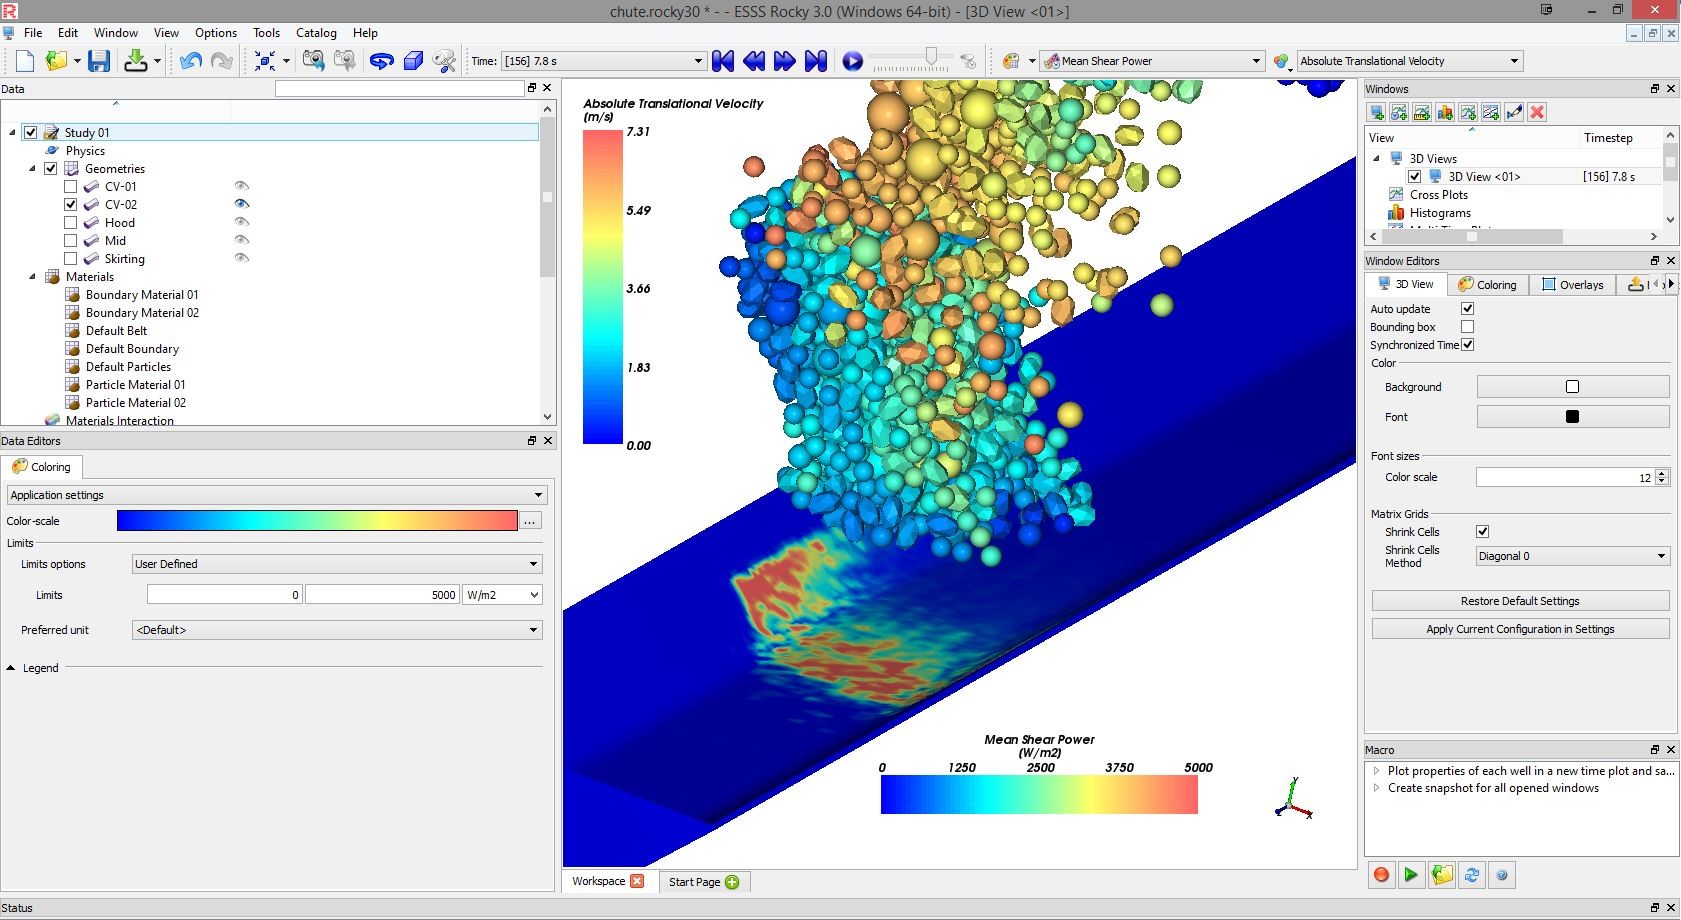 chute.rocky30 * - - ESSS Rocky 3.0 (Windows 64-bit) - [3D View <01>]
File Edit Window View Options Tools Catalog Help
Time: [156] 7.8 s
Mean Shear Power
Absolute Translational Velocity
Data
Study 01
Physics
Geometries
CV-01
CV-02
Hood
Mid
Skirting
Materials
Boundary Material 01
Boundary Material 02
Default Belt
Default Boundary
Default Particles
Particle Material 01
Particle Material 02
Materials Interaction
Data Editors
Coloring
Application settings
Color-scale
...
Limits
Limits options User Defined
Limits 0 5000 W/m2
Preferred unit <Default>
Legend
Absolute Translational Velocity
(m/s)
7.31
5.49
3.66
1.83
0.00
Mean Shear Power
(W/m2)
0 1250 2500 3750 5000
Y
X
Workspace
Start Page
Windows
View Timestep
3D Views
3D View <01> [156] 7.8 s
Cross Plots
Histograms
Window Editors
3D View Coloring Overlays
Auto update
Bounding box
Synchronized Time
Color
Background
Font
Font sizes
Color scale 12
Matrix Grids
Shrink Cells
Shrink Cells
Method
Diagonal 0
Restore Default Settings
Apply Current Configuration in Settings
Macro
Plot properties of each well in a new time plot and sa...
Create snapshot for all opened windows
Status